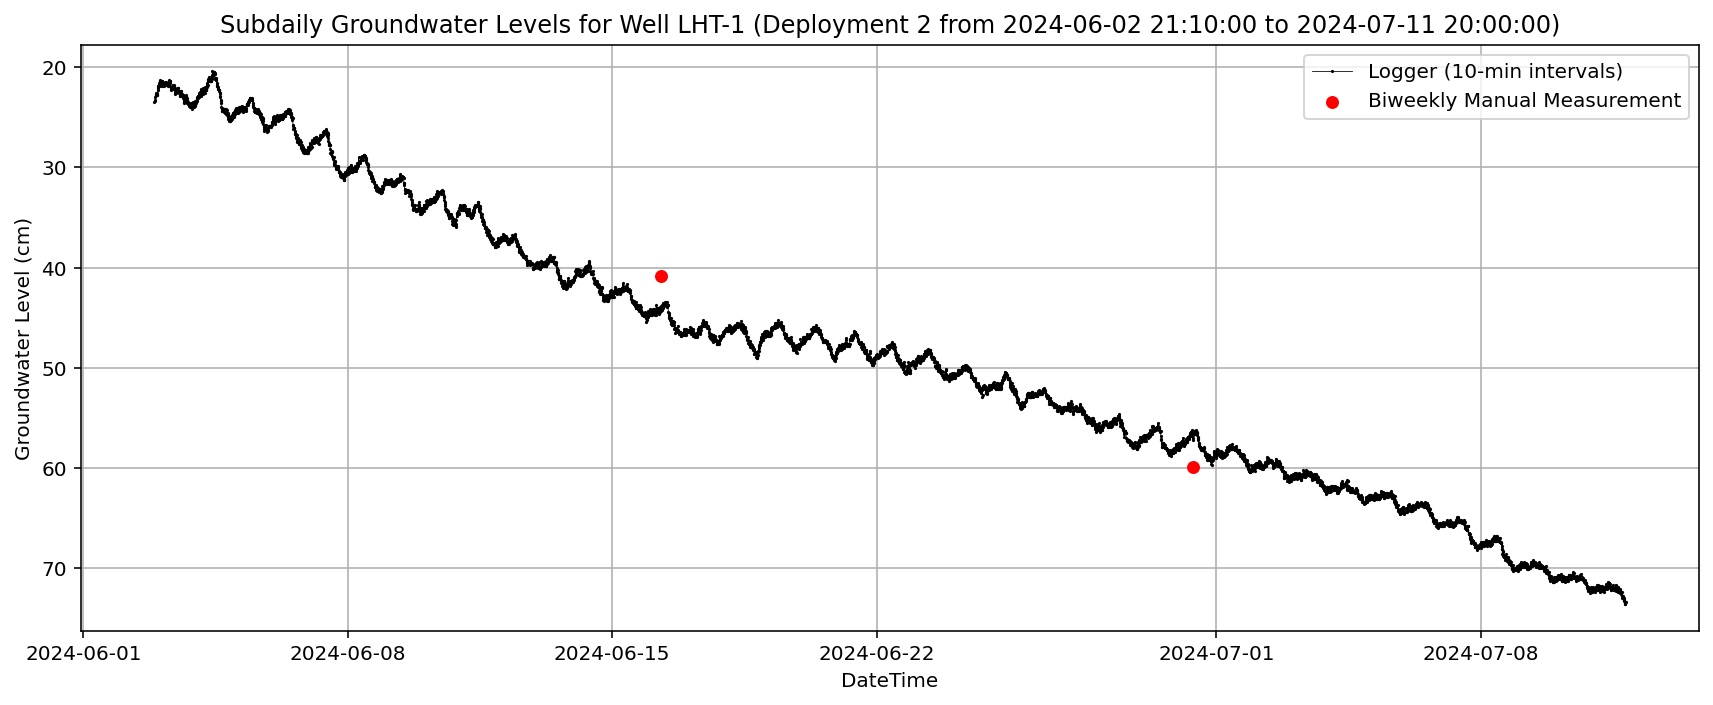 Subdaily Groundwater Levels for Well LHT-1 (Deployment 2 from 2024-06-02 21:10:00 to 2024-07-11 20:00:00)
Logger (10-min intervals)
Biweekly Manual Measurement
Groundwater Level (cm)
20
30
40
50
60
70
2024-06-01
2024-06-08
2024-06-15
2024-06-22
2024-07-01
2024-07-08
DateTime